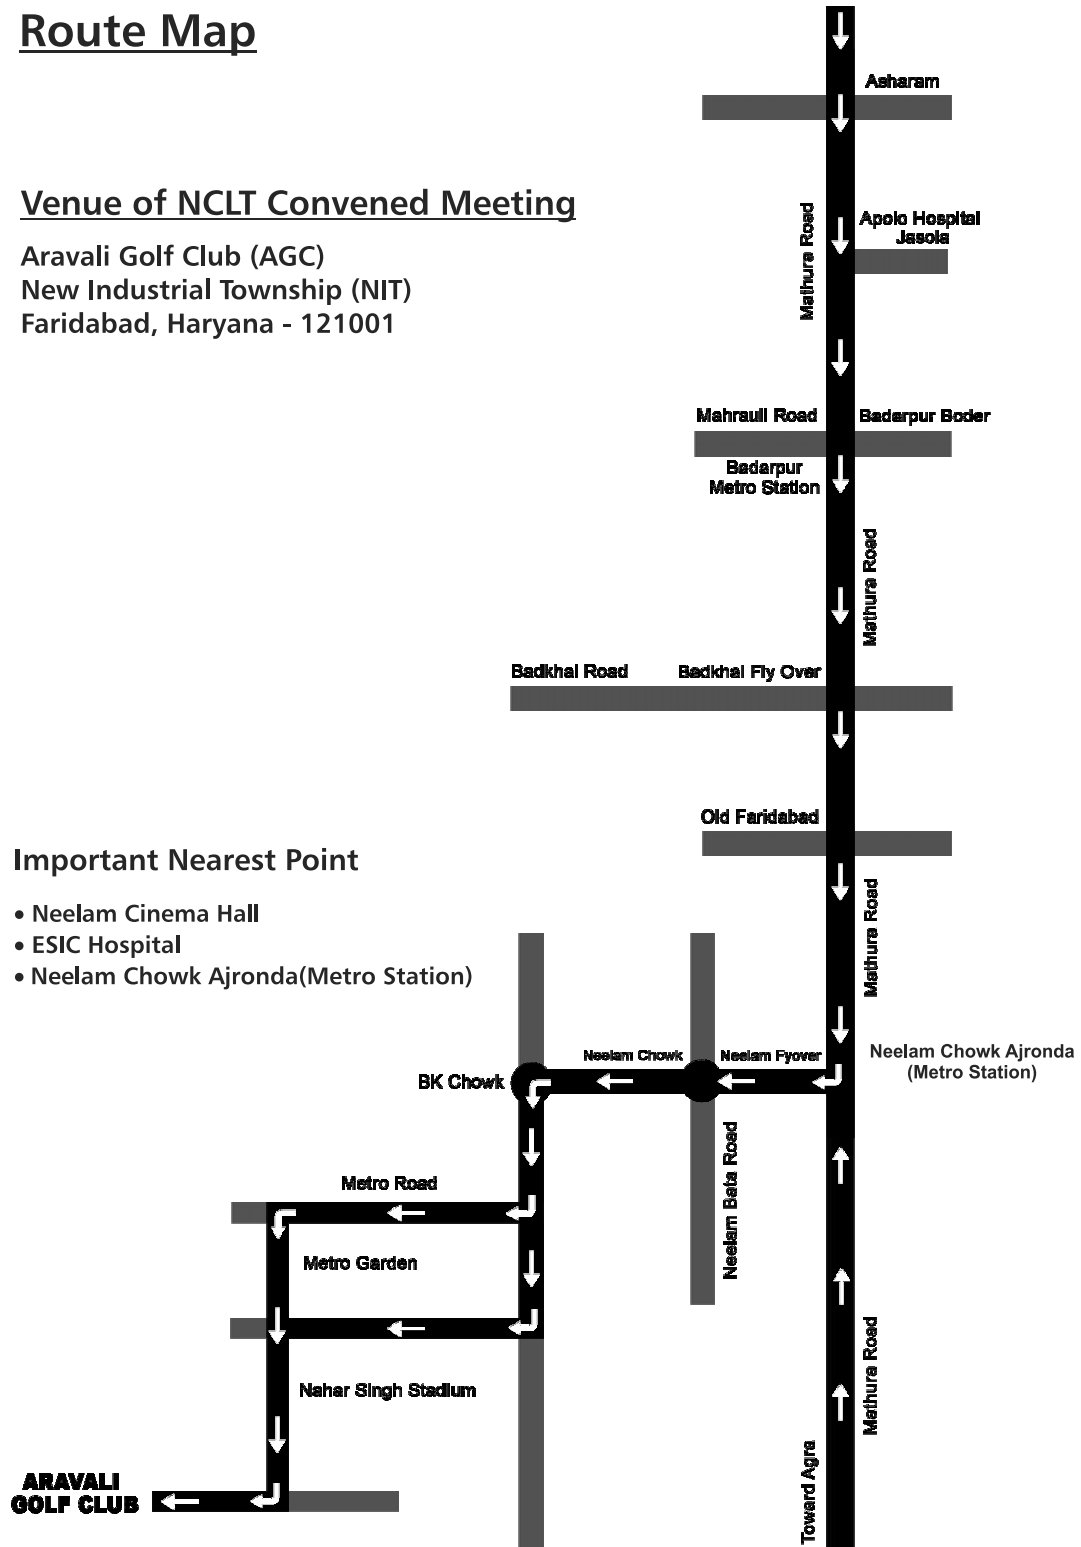 Route Map
Asharam
Venue of NCLT Convened Meeting
Aravali Golf Club (AGC)
New Industrial Township (NIT)
Faridabad, Haryana - 121001
Mathura Road
Apolo Hospital
Jasola
Mahrauli Road
Badarpur Boder
Badarpur
Metro Station
Mathura Road
Badkhal Road
Badkhal Fly Over
Old Faridabad
Important Nearest Point
• Neelam Cinema Hall
• ESIC Hospital
• Neelam Chowk Ajronda(Metro Station)
Mathura Road
Neelam Chowk
Neelam Fyover
Neelam Chowk Ajronda
(Metro Station)
BK Chowk
Neelam Bata Road
Metro Road
Metro Garden
Nahar Singh Stadium
Mathura Road
Toward Agra
ARAVALI
GOLF CLUB